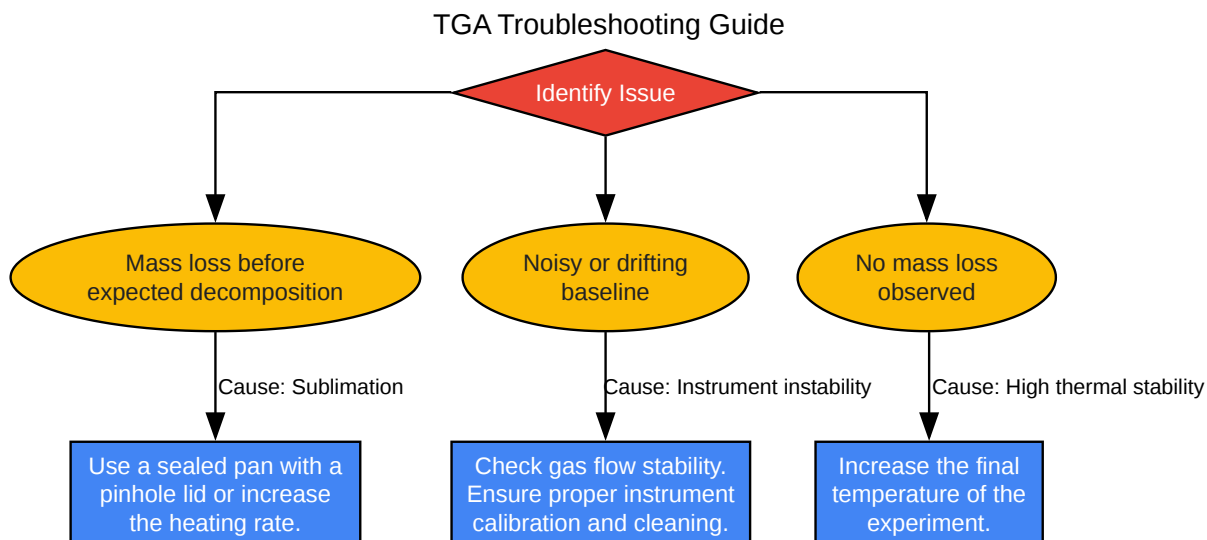 TGA Troubleshooting Guide
Identify Issue
Mass loss before
expected decomposition
Noisy or drifting
baseline
No mass loss
observed
Cause: Sublimation
Cause: Instrument instability
Cause: High thermal stability
Use a sealed pan with a
pinhole lid or increase
the heating rate.
Check gas flow stability.
Ensure proper instrument
calibration and cleaning.
Increase the final
temperature of the
experiment.